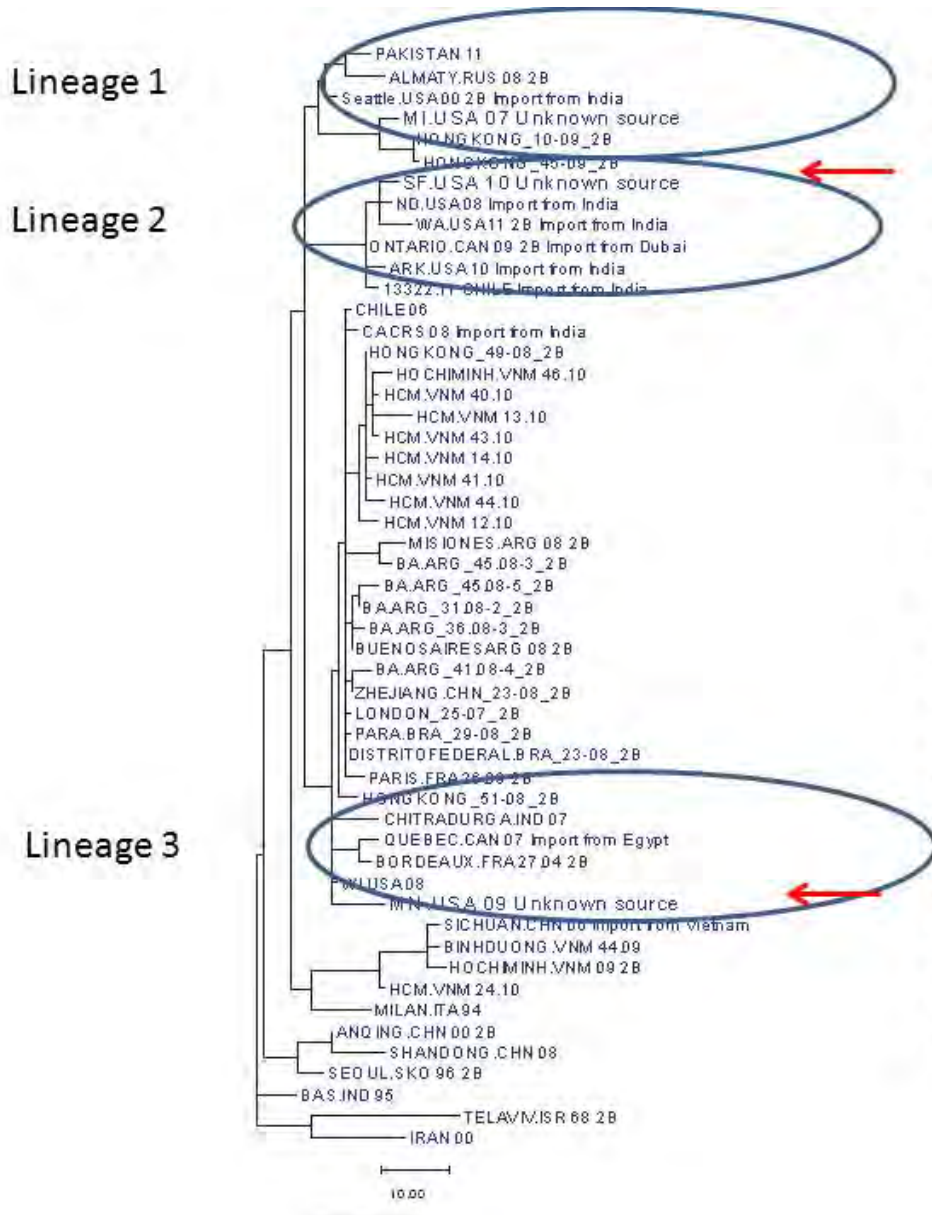 Lineage 1
PAKISTAN 11
ALMATY.RUS 08 2B
Seattle.USA00 2B Import from India
MI.USA 07 Unknown source
HONGKONG_10-09_2B
HONGKONG_45-09_2B
Lineage 2
SF.USA 10 Unknown source
ND.USA08 Import from India
WA.USA11 2B Import from India
ONTARIO.CAN 09 2B Import from Dubai
ARK.USA10 Import from India
13322.11 CHILE Import from India
CHILE06
CACRS 08 Import from India
HONGKONG_49-08_2B
HOCHIMINH.VNM 46.10
HCM.VNM 40.10
HCM.VNM 13.10
HCM.VNM 43.10
HCM.VNM 14.10
HCM.VNM 41.10
HCM.VNM 44.10
HCM.VNM 12.10
MISIONES.ARG 08 2B
BA.ARG_45.08-3_2B
BA.ARG_45.08-5_2B
BA.ARG_31.08-2_2B
BA.ARG_36.08-3_2B
BUENOSAIRESARG 08 2B
BA.ARG_41.08-4_2B
ZHEJIANG.CHN_23-08_2B
LONDON_25-07_2B
PARA.BRA_29-08_2B
DISTRITOFEDERAL.BRA_23-08_2B
PARIS.FRA 2B
HONGKONG_51-08_2B
Lineage 3
CHITRADURGA.IND 07
QUEBEC.CAN 07 Import from Egypt
BORDEAUX.FRA27.04 2B
WI.USA08
MN.USA 09 Unknown source
SICHUAN.CHN Import from Vietnam
BINHDUONG.VNM 44.09
HOCHIMINH.VNM 09 2B
HCM.VNM 24.10
MILAN.ITA94
ANQING.CHN 00 2B
SHANDONG.CHN 08
SEOUL.SKO 96 2B
BAS.IND 95
TELAVIV.ISR 68 2B
IRAN 00
10.00